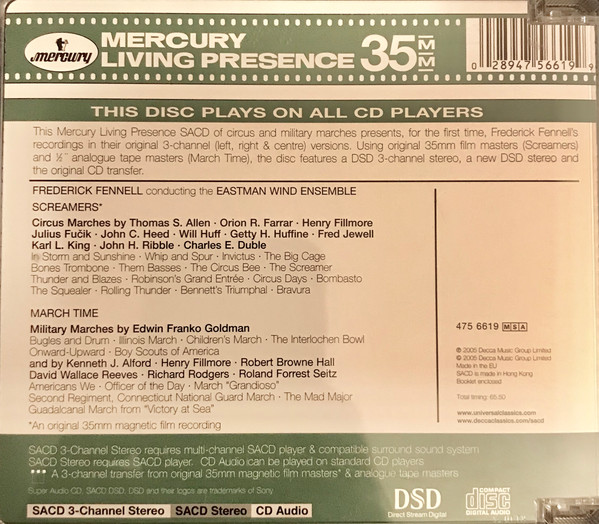 mercury
MERCURY
LIVING PRESENCE
35
MM
0 28947 56619 9
THIS DISC PLAYS ON ALL CD PLAYERS
This Mercury Living Presence SACD of circus and military marches presents, for the first time, Frederick Fennell's
recordings in their original 3-channel (left, right & centre) versions. Using original 35mm film masters (Screamers)
and ½" analogue tape masters (March Time), the disc features a DSD 3-channel stereo, a new DSD stereo and
the original CD transfer.
FREDERICK FENNELL conducting the EASTMAN WIND ENSEMBLE
SCREAMERS*
Circus Marches by Thomas S. Allen · Orion R. Farrar · Henry Fillmore
Julius Fučik · John C. Heed · Will Huff · Getty H. Huffine · Fred Jewell
Karl L. King · John H. Ribble · Charles E. Duble
In Storm and Sunshine · Whip and Spur · Invictus · The Big Cage
Bones Trombone · Them Basses · The Circus Bee · The Screamer
Thunder and Blazes · Robinson's Grand Entrée · Circus Days · Bombasto
The Squealer · Rolling Thunder · Bennett's Triumphal · Bravura
MARCH TIME
Military Marches by Edwin Franko Goldman
Bugles and Drum · Illinois March · Children's March · The Interlochen Bowl
Onward-Upward · Boy Scouts of America
and by Kenneth J. Alford · Henry Fillmore · Robert Browne Hall
David Wallace Reeves · Richard Rodgers · Roland Forrest Seitz
Americans We · Officer of the Day · March "Grandioso"
Second Regiment, Connecticut National Guard March · The Mad Major
Guadalcanal March from "Victory at Sea"
*An original 35mm magnetic film recording
475 6619 MSA
℗ 2005 Decca Music Group Limited
© 2005 Decca Music Group Limited
Made in the EU
SACD is made in Hong Kong
Booklet enclosed
Total timing: 65.50
www.universalclassics.com
www.deccaclassics.com/sacd
SACD 3-Channel Stereo requires multi-channel SACD player & compatible surround sound system
SACD Stereo requires SACD player. CD Audio can be played on standard CD players
*** A 3-channel transfer from original 35mm magnetic film masters* & analogue tape masters
Super Audio CD, SACD, DSD, and their logos are trademarks of Sony
SACD 3-Channel Stereo SACD Stereo CD Audio
DSD
Direct Stream Digital
COMPACT
disc
DIGITAL AUDIO